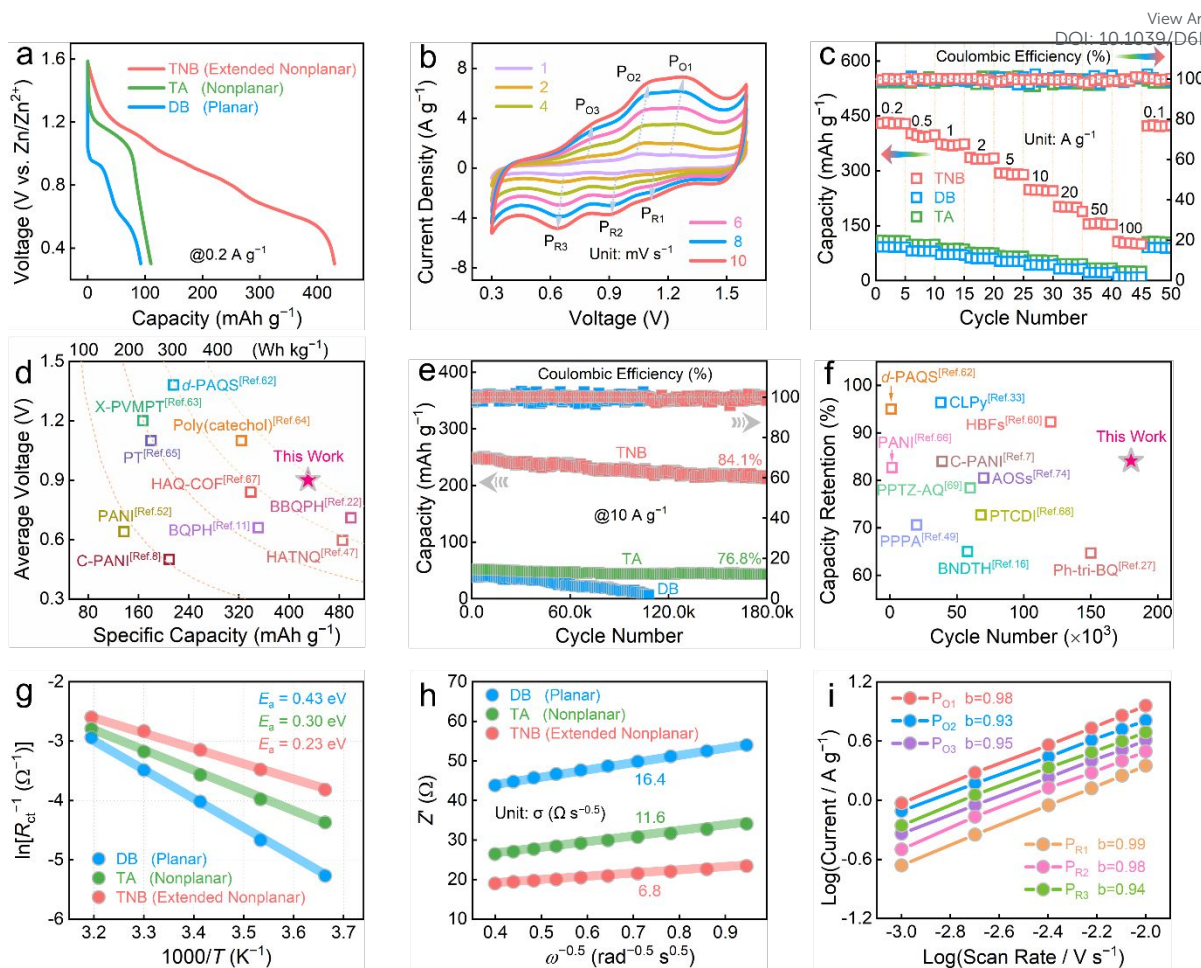 View Ar
DOI: 10.1039/D6
a
TNB (Extended Nonplanar)
TA (Nonplanar)
DB (Planar)
@0.2 A g⁻¹
Voltage (V vs. Zn/Zn²⁺)
1.6
1.2
0.8
0.4
0 100 200 300 400
Capacity (mAh g⁻¹)
b
1
2
4
P_O3
P_O2
P_O1
P_R3
P_R2
P_R1
Unit: mV s⁻¹
6
8
10
Current Density (A g⁻¹)
8
4
0
-4
-8
0.3 0.6 0.9 1.2 1.5
Voltage (V)
c
Coulombic Efficiency (%)
0.2
0.5
1
2
5
10
20
50
100
0.1
Unit: A g⁻¹
TNB
DB
TA
Capacity (mAh g⁻¹)
600
450
300
150
0
100
80
60
40
20
0
0 5 10 15 20 25 30 35 40 45 50
Cycle Number
d
100 200 300 400 (Wh kg⁻¹)
d-PAQS[Ref.62]
X-PVMPT[Ref.63]
Poly(catechol)[Ref.64]
PT[Ref.65]
This Work
HAQ-COF[Ref.67]
BBQPH[Ref.22]
PANI[Ref.52]
BQPH[Ref.11]
HATNQ[Ref.47]
C-PANI[Ref.8]
Average Voltage (V)
1.5
1.2
0.9
0.6
0.3
80 160 240 320 400 480
Specific Capacity (mAh g⁻¹)
e
Coulombic Efficiency (%)
TNB
84.1%
@10 A g⁻¹
TA
76.8%
DB
Capacity (mAh g⁻¹)
400
300
200
100
0
100
80
60
40
20
0
0 60.0k 120.0k 180.0k
Cycle Number
f
d-PAQS[Ref.62]
CLPy[Ref.33]
HBFs[Ref.60]
This Work
PANI[Ref.66]
C-PANI[Ref.7]
AOSs[Ref.74]
PPTZ-AQ[69]
PTCDI[Ref.68]
PPPA[Ref.49]
BNDTH[Ref.16]
Ph-tri-BQ[Ref.27]
Capacity Retention (%)
100
90
80
70
60
0 50 100 150 200
Cycle Number (×10³)
g
E_a = 0.43 eV
E_a = 0.30 eV
E_a = 0.23 eV
DB (Planar)
TA (Nonplanar)
TNB (Extended Nonplanar)
ln[R_ct⁻¹ (Ω⁻¹)]
-2
-3
-4
-5
-6
3.2 3.3 3.4 3.5 3.6 3.7
1000/T (K⁻¹)
h
DB (Planar)
TA (Nonplanar)
TNB (Extended Nonplanar)
16.4
Unit: σ (Ω s⁻⁰·⁵)
11.6
6.8
Z' (Ω)
70
60
50
40
30
20
10
0.4 0.5 0.6 0.7 0.8 0.9 1.0
ω⁻⁰·⁵ (rad⁻⁰·⁵ s⁰·⁵)
i
P_O1 b=0.98
P_O2 b=0.93
P_O3 b=0.95
P_R1 b=0.99
P_R2 b=0.98
P_R3 b=0.94
Log(Current / A g⁻¹)
1.2
0.6
0.0
-0.6
-1.2
-3.0 -2.8 -2.6 -2.4 -2.2 -2.0
Log(Scan Rate / V s⁻¹)